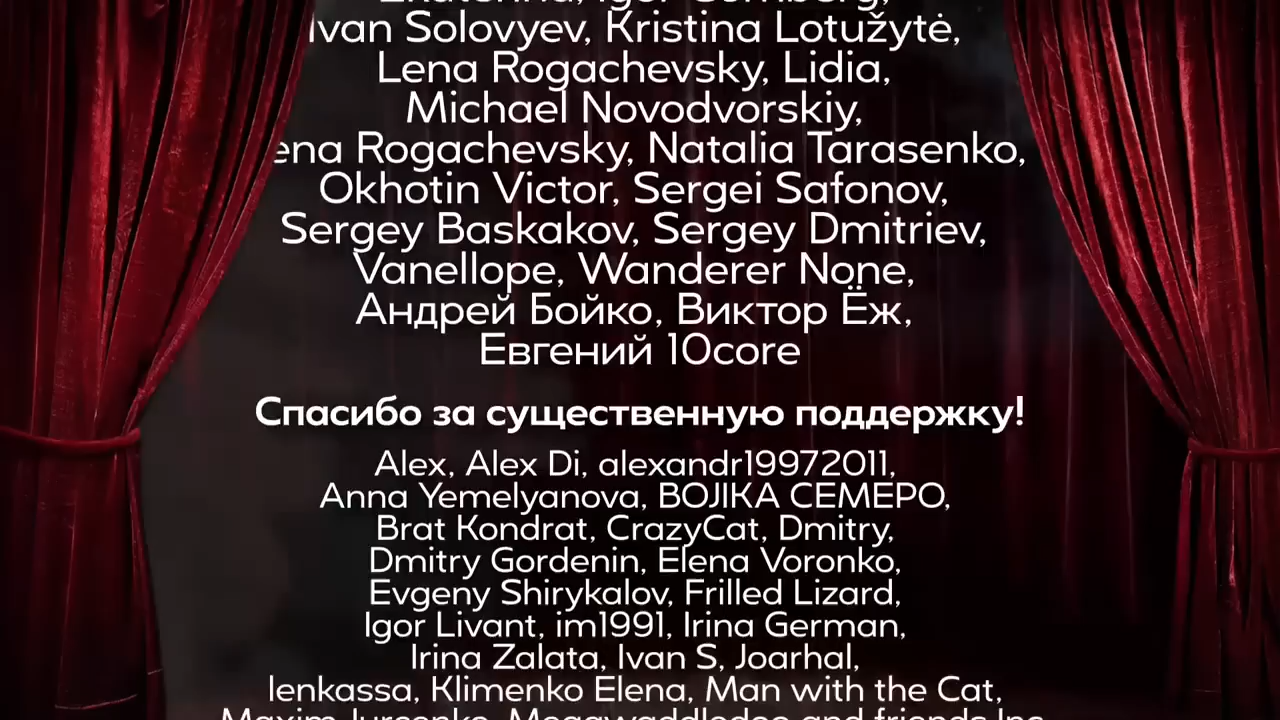 Ivan Solovyev, Kristina Lotužytė,
Lena Rogachevsky, Lidia,
Michael Novodvorskiy,
ena Rogachevsky, Natalia Tarasenko,
Okhotin Victor, Sergei Safonov,
Sergey Baskakov, Sergey Dmitriev,
Vanellope, Wanderer None,
Андрей Бойко, Виктор Ёж,
Евгений 10core
Спасибо за существенную поддержку!
Alex, Alex Di, alexandr19972011,
Anna Yemelyanova, BOJIKA CEMEPO,
Brat Kondrat, CrazyCat, Dmitry,
Dmitry Gordenin, Elena Voronko,
Evgeny Shirykalov, Frilled Lizard,
Igor Livant, im1991, Irina German,
Irina Zalata, Ivan S, Joarhal,
lenkassa, Klimenko Elena, Man with the Cat,